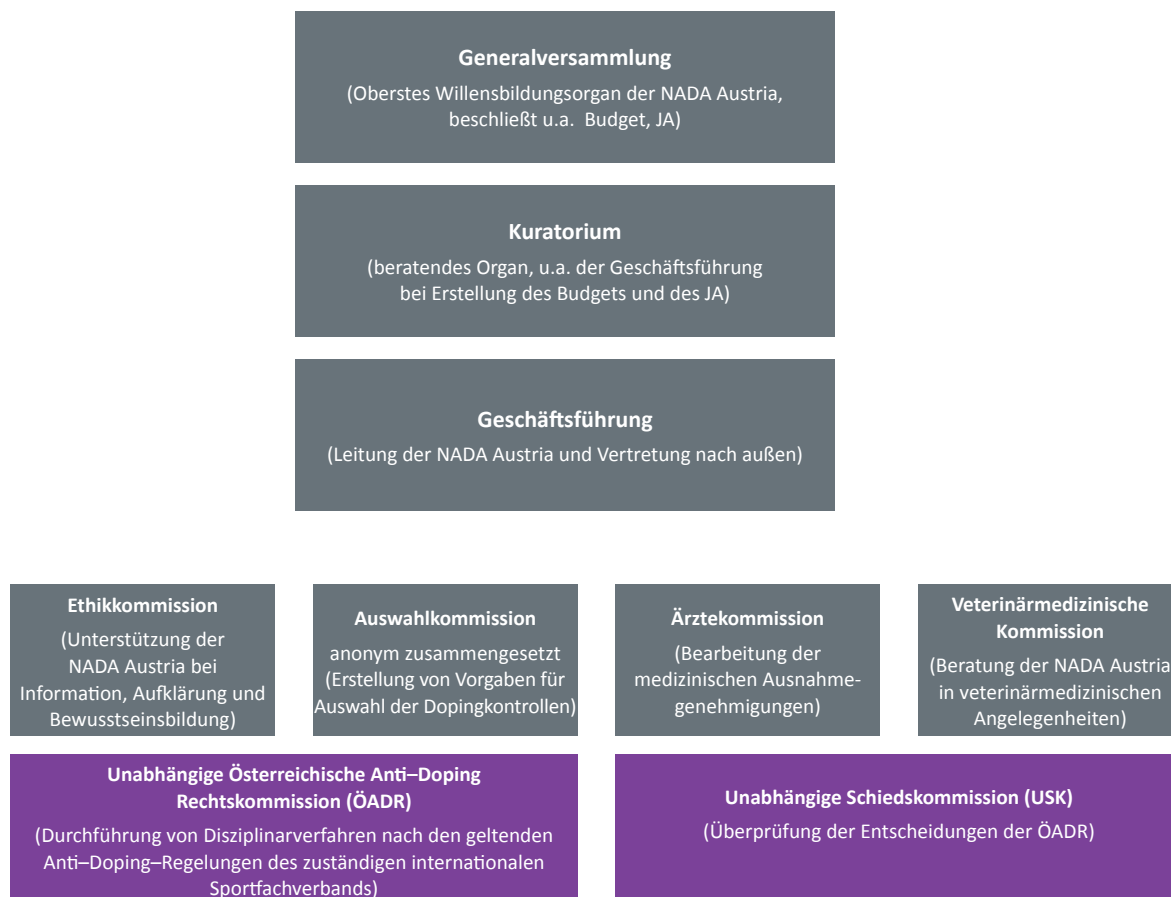 Generalversammlung
(Oberstes Willensbildungsorgan der NADA Austria,
beschließt u.a.  Budget, JA)
Kuratorium
(beratendes Organ, u.a. der Geschäftsführung
bei Erstellung des Budgets und des JA)
Geschäftsführung
(Leitung der NADA Austria und Vertretung nach außen)
Ethikkommission
(Unterstützung der
NADA Austria bei
Information, Aufklärung und
Bewusstseinsbildung)
Auswahlkommission
anonym zusammengesetzt
(Erstellung von Vorgaben für
Auswahl der Dopingkontrollen)
Ärztekommission
(Bearbeitung der
medizinischen Ausnahme-
genehmigungen)
Veterinärmedizinische
Kommission
(Beratung der NADA Austria
in veterinärmedizinischen
Angelegenheiten)
Unabhängige Österreichische Anti–Doping
Rechtskommission (ÖADR)
(Durchführung von Disziplinarverfahren nach den geltenden
Anti–Doping–Regelungen des zuständigen internationalen
Sportfachverbands)
Unabhängige Schiedskommission (USK)
(Überprüfung der Entscheidungen der ÖADR)